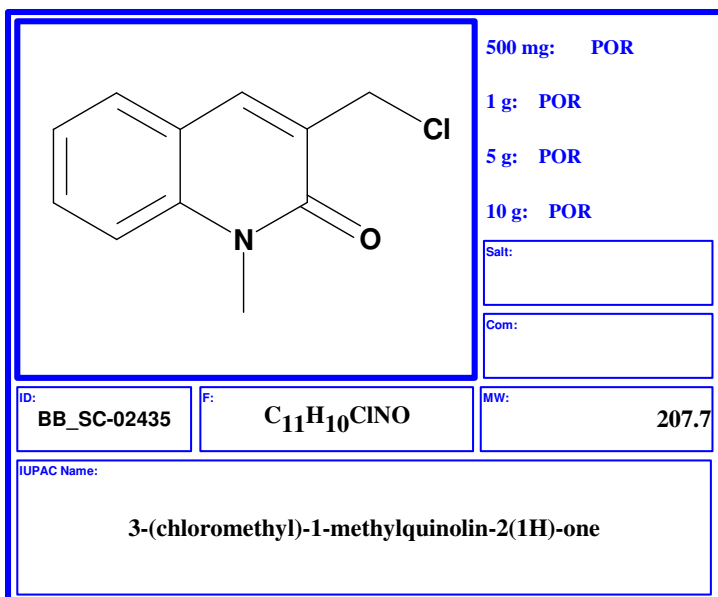 Cl
N
O
500 mg: POR
1 g: POR
5 g: POR
10 g: POR
Salt:
Com:
ID:
BB_SC-02435
F:
C11H10ClNO
MW:
207.7
IUPAC Name:
3-(chloromethyl)-1-methylquinolin-2(1H)-one